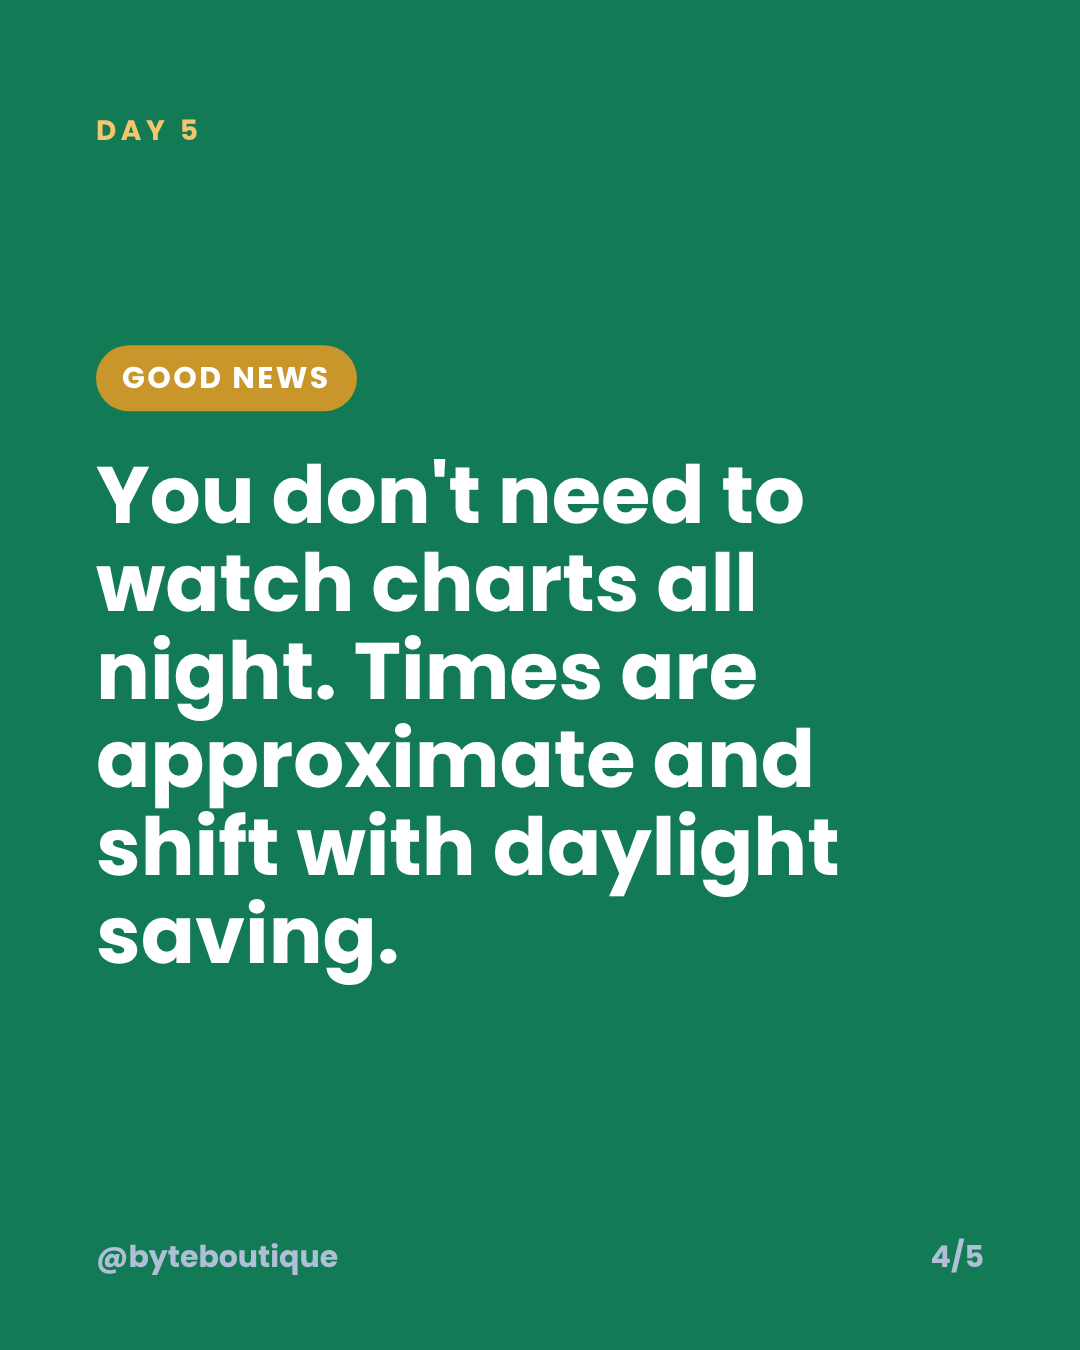 DAY 5
GOOD NEWS
You don't need to
watch charts all
night. Times are
approximate and
shift with daylight
saving.
@byteboutique
4/5